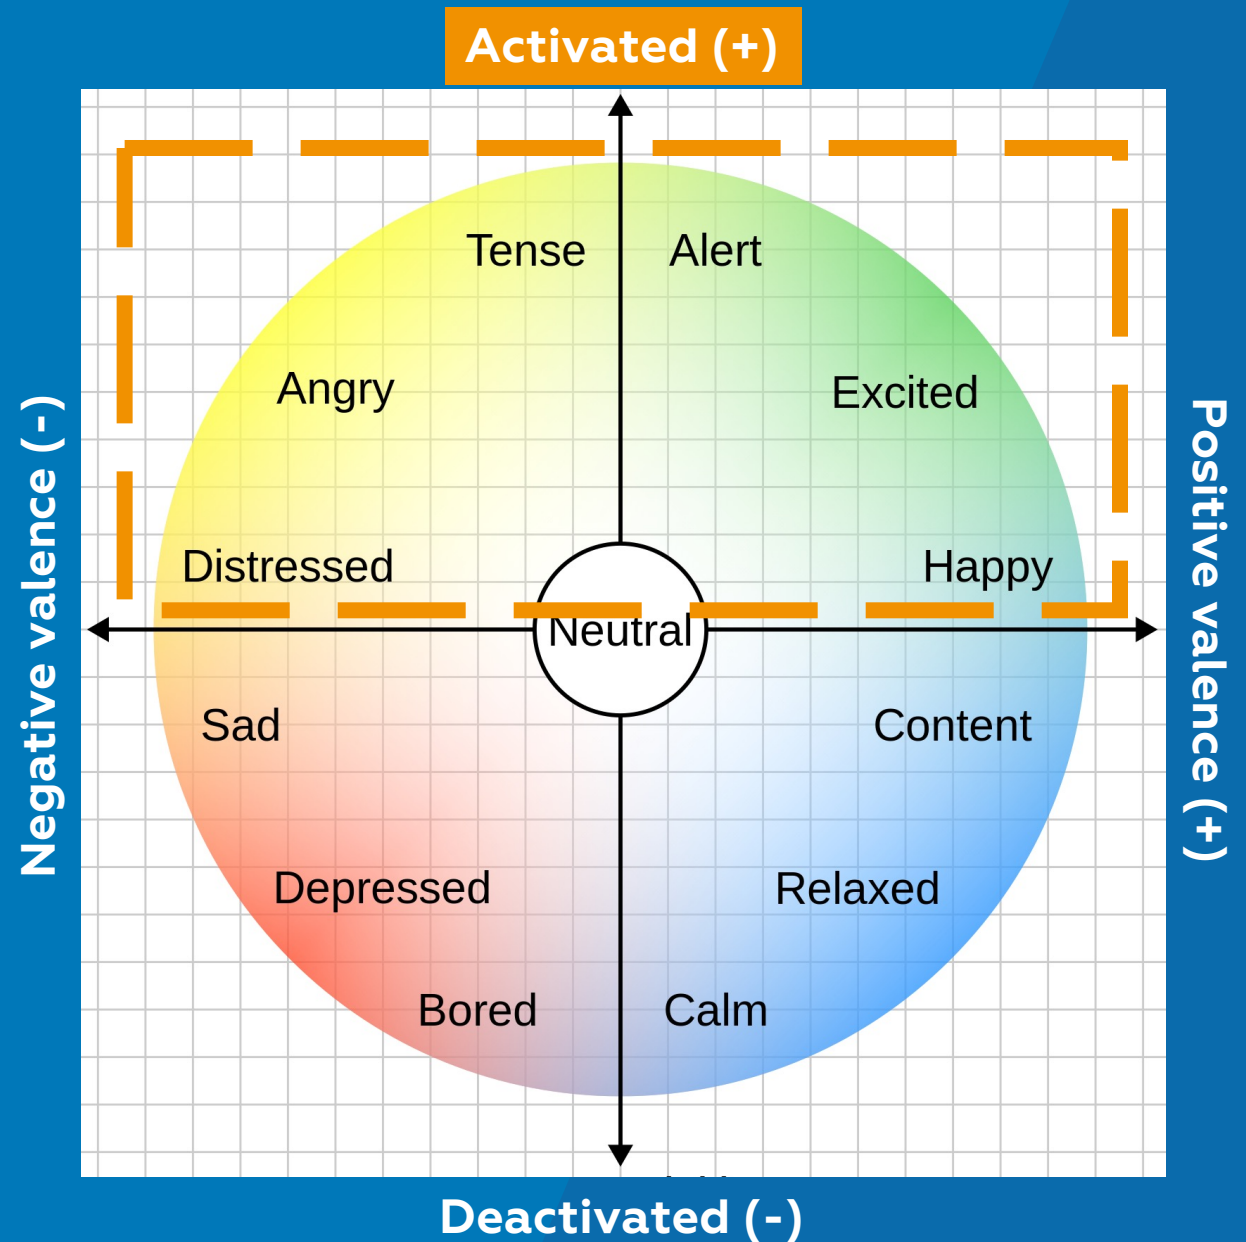 Activated (+)
Tense
Alert
Angry
Excited
Negative valence (-)
Positive valence (+)
Distressed
Happy
Neutral
Sad
Content
Depressed
Relaxed
Bored
Calm
Deactivated (-)